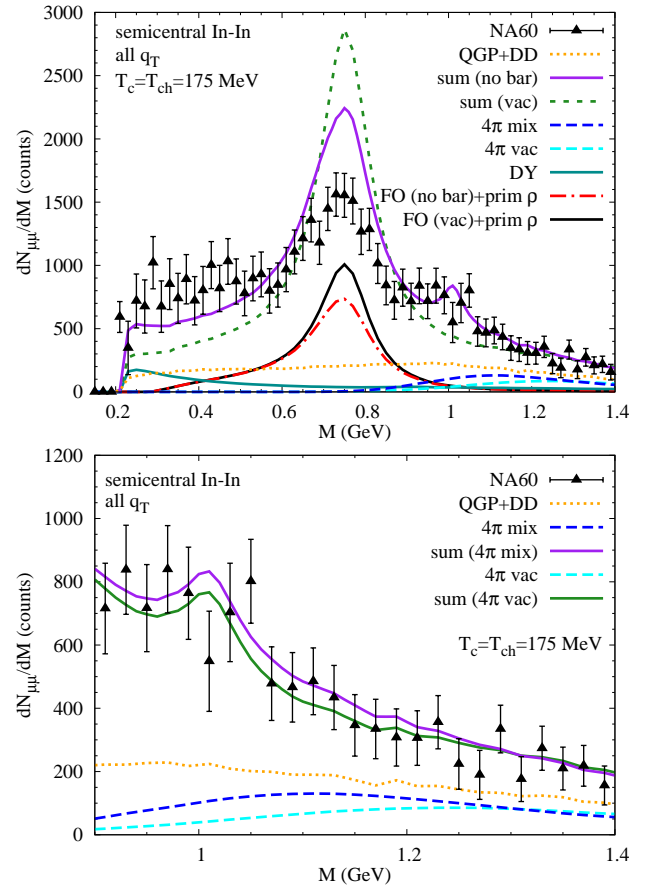 semicentral In-In
all q_T
T_c=T_ch=175 MeV
NA60
QGP+DD
sum (no bar)
sum (vac)
4π mix
4π vac
DY
FO (no bar)+prim ρ
FO (vac)+prim ρ
dN_μμ/dM (counts)
3000
2500
2000
1500
1000
500
0
0.2
0.4
0.6
0.8
1
1.2
1.4
M (GeV)
semicentral In-In
all q_T
NA60
QGP+DD
4π mix
sum (4π mix)
4π vac
sum (4π vac)
T_c=T_ch=175 MeV
dN_μμ/dM (counts)
1200
1000
800
600
400
200
0
1
1.2
1.4
M (GeV)